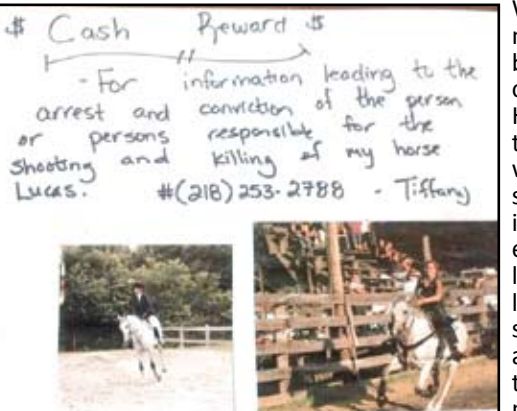 $ Cash Reward $
- For information leading to the
arrest and conviction of the person
or persons responsible for the
shooting and killing of my horse
Lucas. #(218) 253-2788 - Tiffany